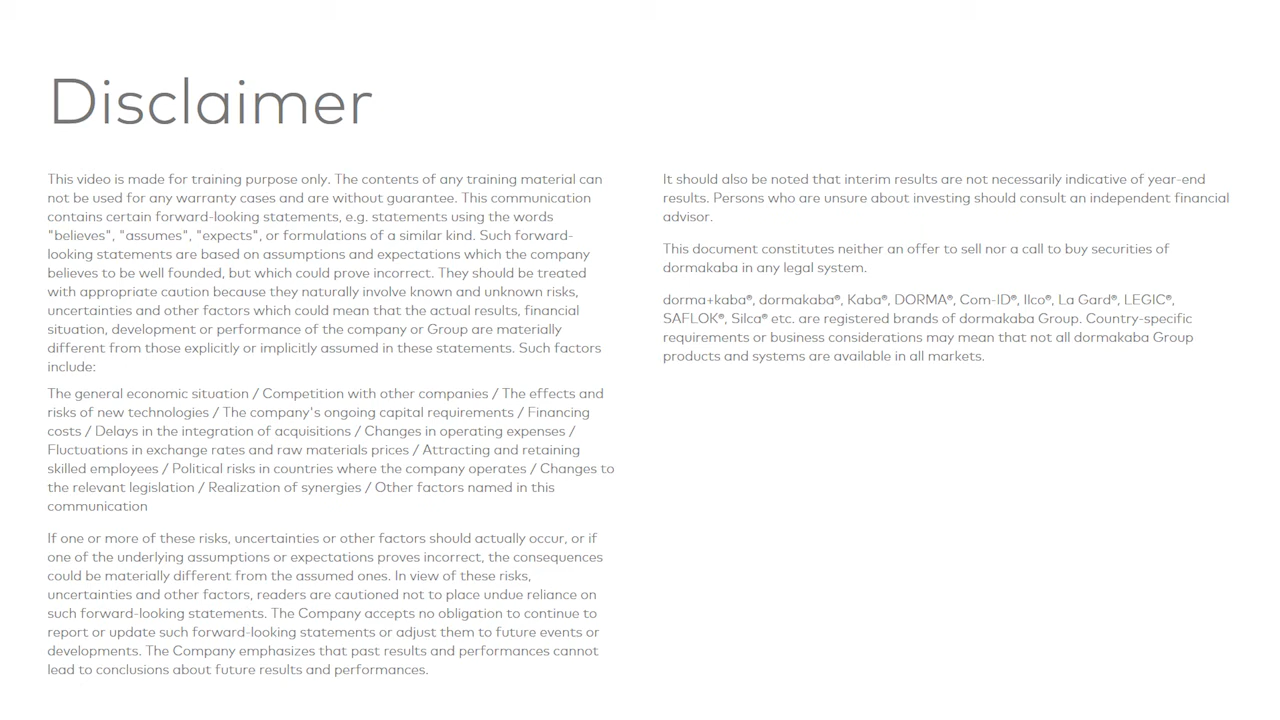 Disclaimer
This video is made for training purpose only. The contents of any training material can
not be used for any warranty cases and are without guarantee. This communication
contains certain forward-looking statements, e.g. statements using the words
"believes", "assumes", "expects", or formulations of a similar kind. Such forward-
looking statements are based on assumptions and expectations which the company
believes to be well founded, but which could prove incorrect. They should be treated
with appropriate caution because they naturally involve known and unknown risks,
uncertainties and other factors which could mean that the actual results, financial
situation, development or performance of the company or Group are materially
different from those explicitly or implicitly assumed in these statements. Such factors
include:
The general economic situation / Competition with other companies / The effects and
risks of new technologies / The company's ongoing capital requirements / Financing
costs / Delays in the integration of acquisitions / Changes in operating expenses /
Fluctuations in exchange rates and raw materials prices / Attracting and retaining
skilled employees / Political risks in countries where the company operates / Changes to
the relevant legislation / Realization of synergies / Other factors named in this
communication
If one or more of these risks, uncertainties or other factors should actually occur, or if
one of the underlying assumptions or expectations proves incorrect, the consequences
could be materially different from the assumed ones. In view of these risks,
uncertainties and other factors, readers are cautioned not to place undue reliance on
such forward-looking statements. The Company accepts no obligation to continue to
report or update such forward-looking statements or adjust them to future events or
developments. The Company emphasizes that past results and performances cannot
lead to conclusions about future results and performances.
It should also be noted that interim results are not necessarily indicative of year-end
results. Persons who are unsure about investing should consult an independent financial
advisor.
This document constitutes neither an offer to sell nor a call to buy securities of
dormakaba in any legal system.
dorma+kaba®, dormakaba®, Kaba®, DORMA®, Com-ID®, Ilco®, La Gard®, LEGIC®,
SAFLOK®, Silca® etc. are registered brands of dormakaba Group. Country-specific
requirements or business considerations may mean that not all dormakaba Group
products and systems are available in all markets.